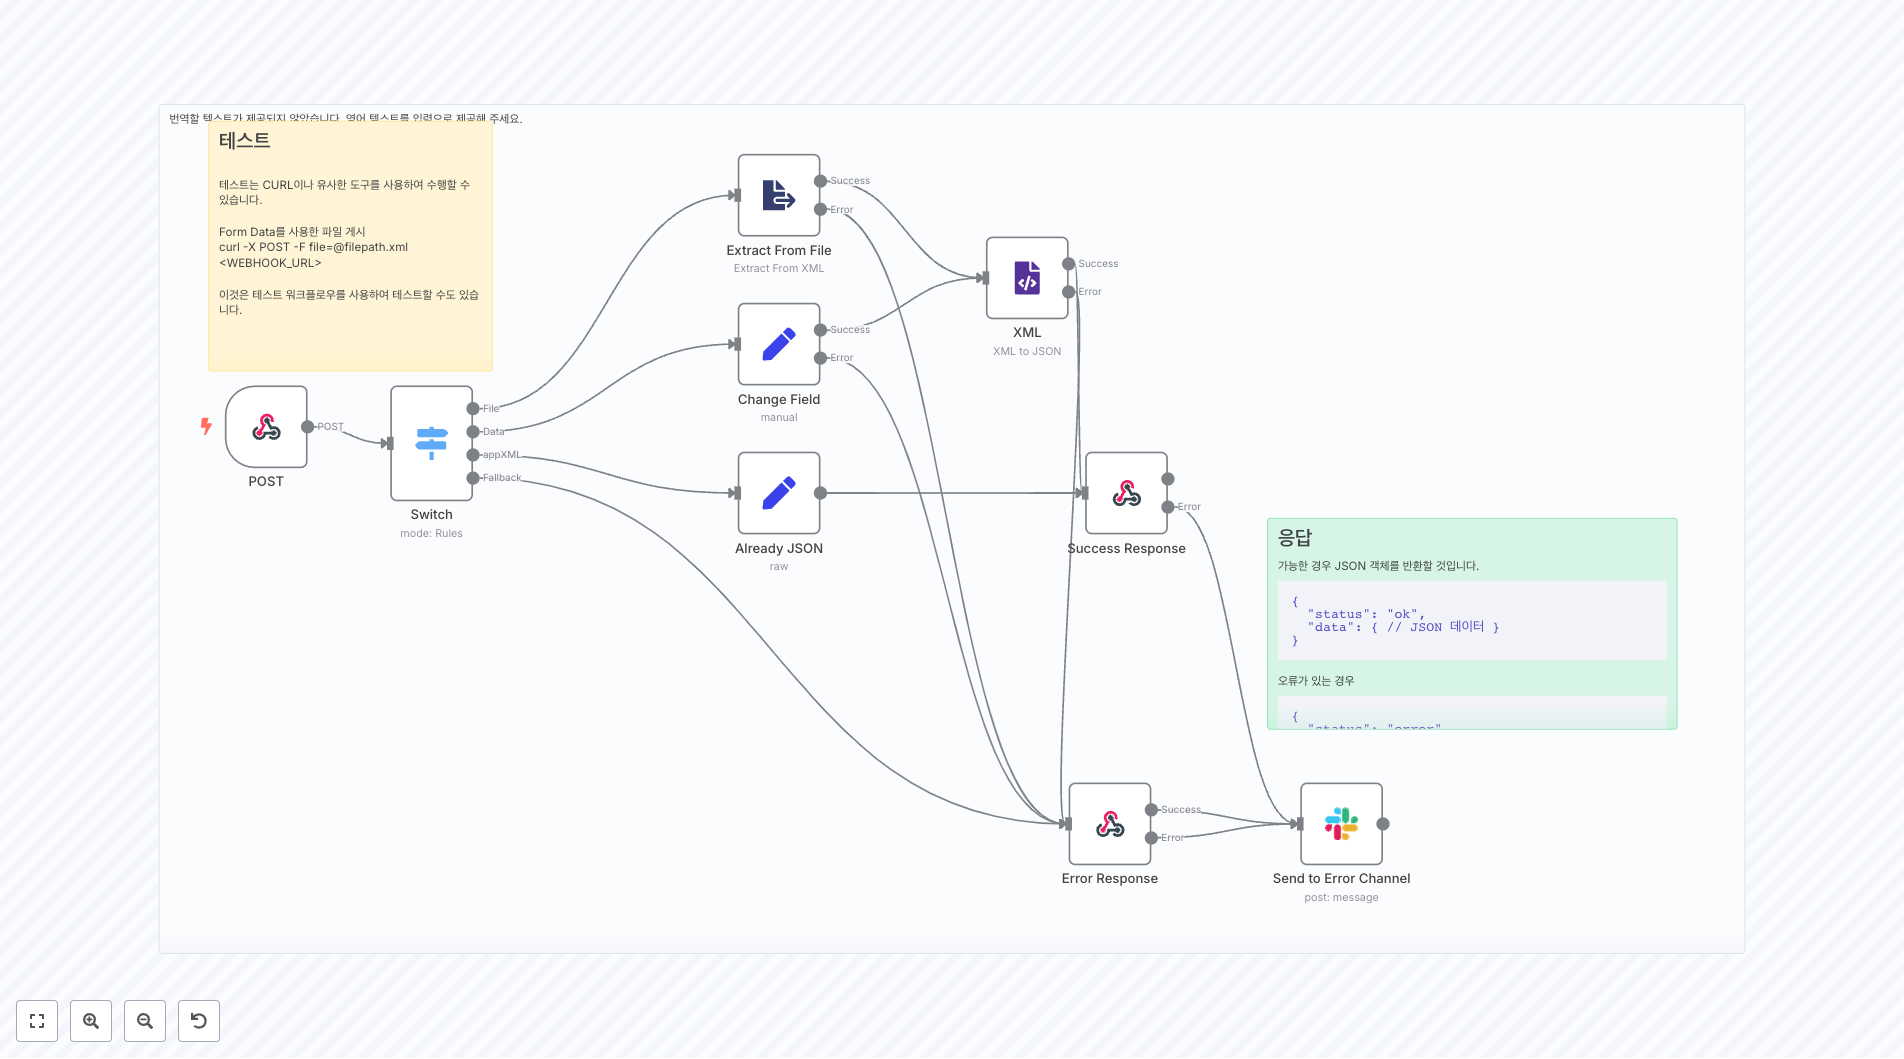 번역할 텍스트가 제공되지 않았습니다. 영어 텍스트를 입력으로 제공해 주세요.
테스트
테스트는 CURL이나 유사한 도구를 사용하여 수행할 수
있습니다.
Form Data를 사용한 파일 게시
curl -X POST -F file=@filepath.xml
<WEBHOOK_URL>
이것은 테스트 워크플로우를 사용하여 테스트할 수도 있습
니다.
POST
POST
File
Data
appXML
Fallback
Switch
mode: Rules
Success
Error
Extract From File
Extract From XML
Success
Error
Change Field
manual
Already JSON
raw
Success
Error
XML
XML to JSON
Error
Success Response
응답
가능한 경우 JSON 객체를 반환할 것입니다.
{
"status": "ok",
"data": { // JSON 데이터 }
}
오류가 있는 경우
{
"status": "error"
Success
Error
Error Response
Send to Error Channel
post: message